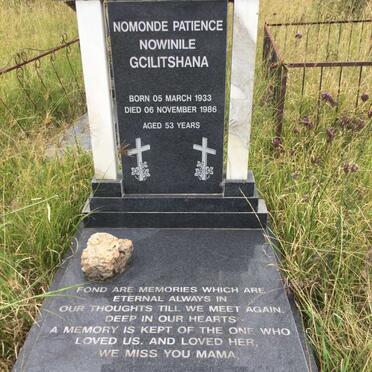 NOMONDE PATIENCE
NOWINILE
GCILITSHANA
BORN 05 MARCH 1933
DIED 06 NOVEMBER 1986
AGED 53 YEARS
FOND ARE MEMORIES WHICH ARE
ETERNAL ALWAYS IN
OUR THOUGHTS TILL WE MEET AGAIN.
DEEP IN OUR HEARTS
A MEMORY IS KEPT OF THE ONE WHO
LOVED US. AND LOVED HER,
WE MISS YOU MAMA.